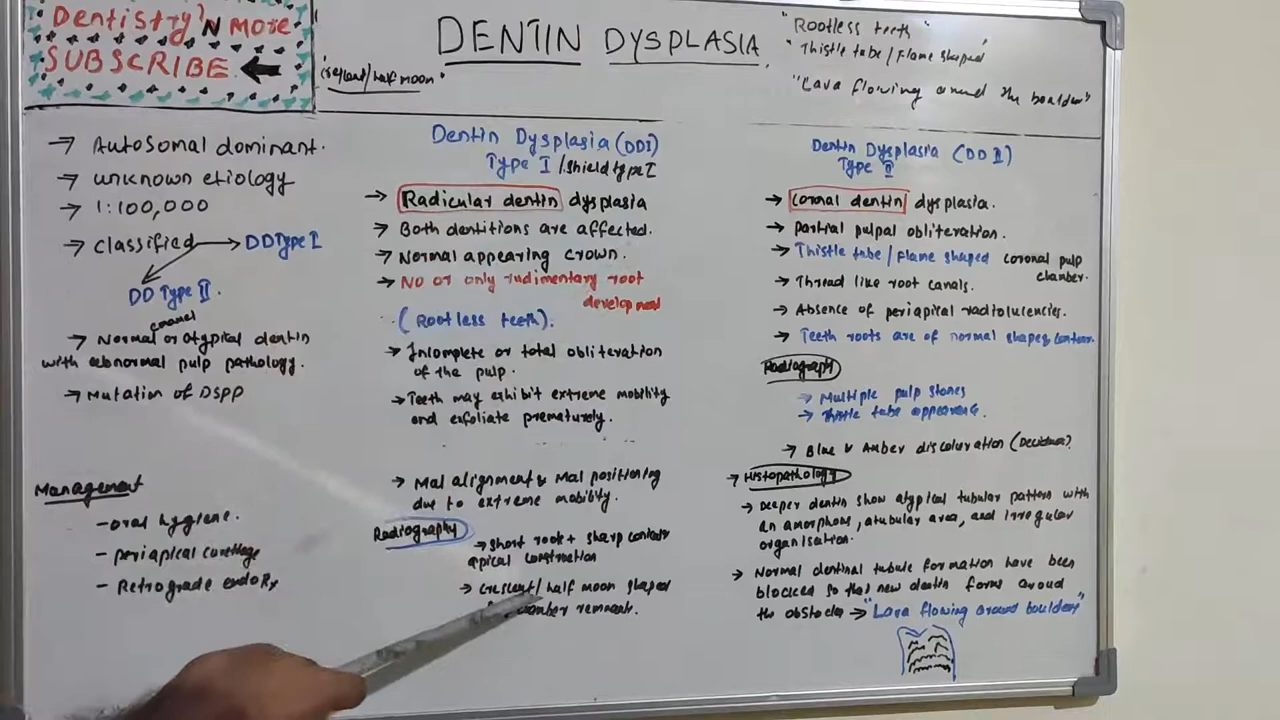 Dentistry'N more
SUBSCRIBE
DENTIN DYSPLASIA
"Rootless teeth"
"Thistle tube/Flame shaped"
"Lava flowing around the boulders"
half moon"
→ Autosomal dominant.
→ unknown etiology
→ 1:100,000
→ classified → DD Type I
DD Type II.
coronal
→ Normal or atypical dentin
with abnormal pulp pathology.
→ Mutation of DSPP
Management
- oral hygiene.
- periapical curettage
- Retrograde endo Rx
Dentin Dysplasia (DDI)
Type I /Shield type I
→ Radicular dentin dysplasia
→ Both dentitions are affected.
→ Normal appearing crown.
→ No or only rudimentary root
development
(Rootless teeth).
→ Incomplete or total obliteration
of the pulp.
→ Teeth may exhibit extreme mobility
and exfoliate prematurely.
→ Mal alignment & Mal positioning
due to extreme mobility.
Radiography
→ short root + sharp
apical constriction
→ crescent/half moon shaped
chamber remnant.
Dentin Dysplasia (DD II)
Type II
→ Coronal dentin dysplasia.
→ Partial pulpal obliteration.
→ Thistle tube/Flame shaped coronal pulp
chamber.
→ Thread like root canals.
→ Absence of periapical radiolucencies.
→ Teeth roots are of normal shape & contour.
Radiograph
→ Multiple pulp stones
→ Thistle tube appearance.
→ Blue & Amber discoluration
→ Histopathology
→ Deeper dentin show atypical tubular pattern with
an amorphous, atubular area, and irregular
organisation.
→ Normal dentinal tubule formation have been
blocked so that new dentin forms around
the obstacle → "Lava flowing around boulders"